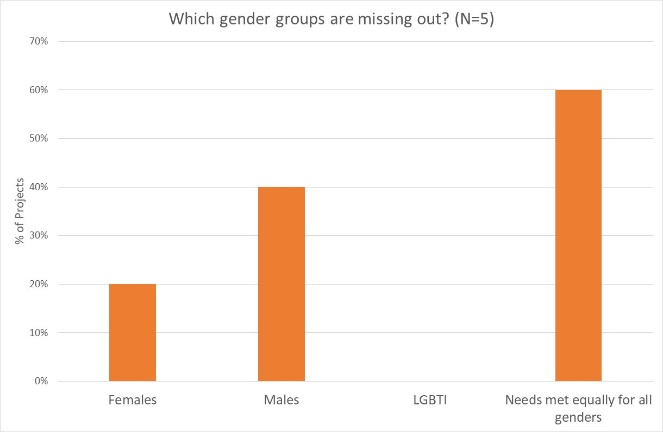 Which gender groups are missing out? (N=5)
70%
60%
50%
40%
30%
20%
10%
0%
% of Projects
Females
Males
LGBTI
Needs met equally for all
genders